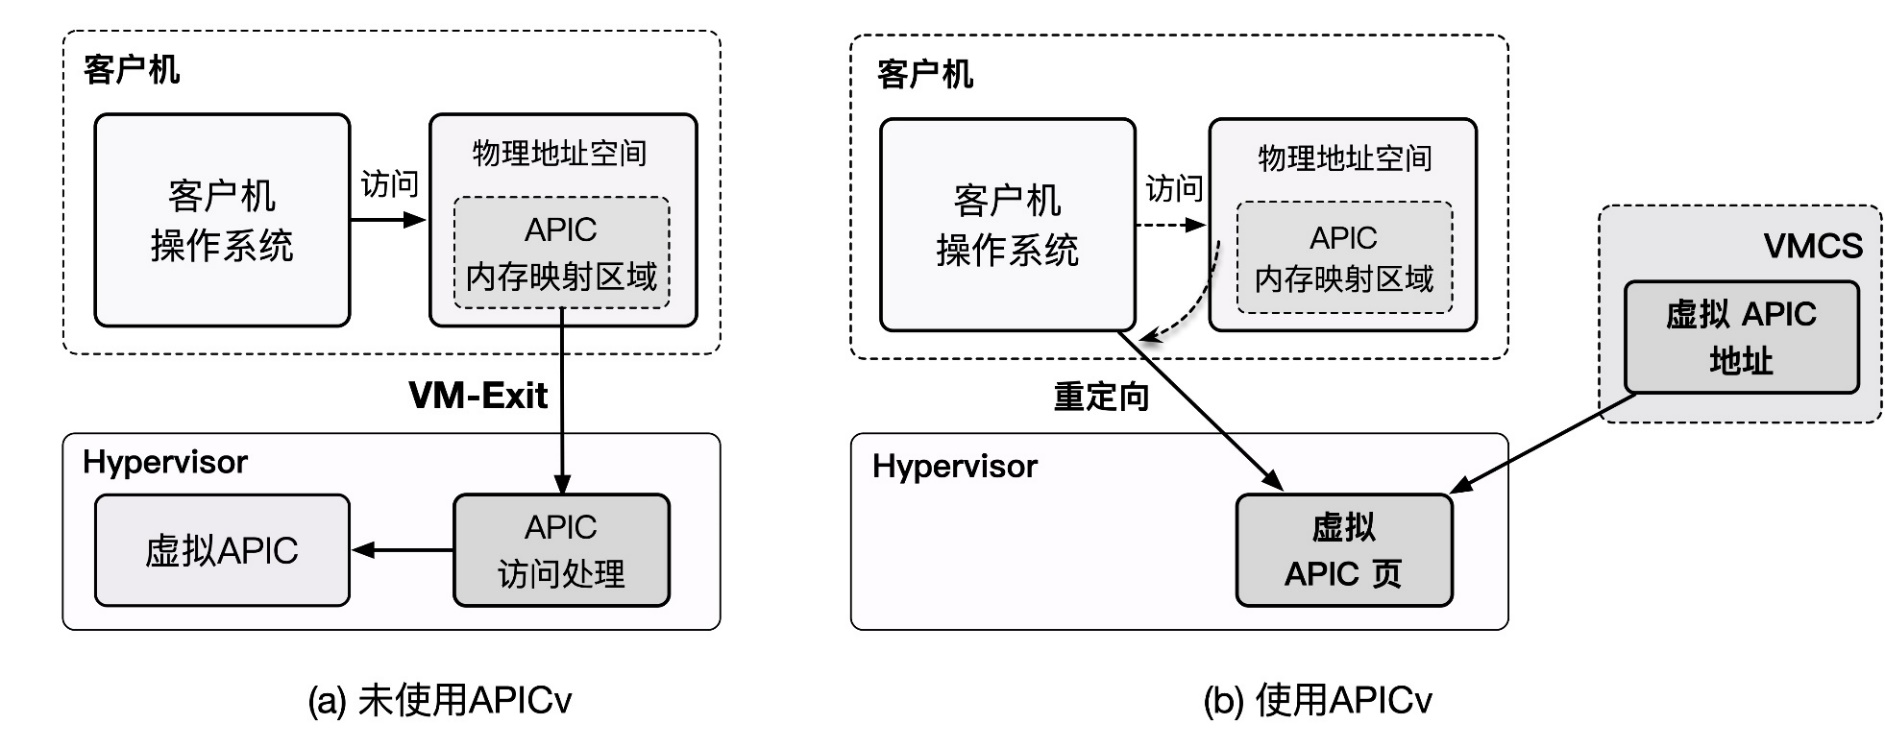 客户机
客户机
操作系统
访问
物理地址空间
APIC
内存映射区域
VM-Exit
Hypervisor
虚拟APIC
APIC
访问处理
(a) 未使用APICv
客户机
客户机
操作系统
访问
物理地址空间
APIC
内存映射区域
VMCS
虚拟 APIC
地址
重定向
Hypervisor
虚拟
APIC 页
(b) 使用APICv